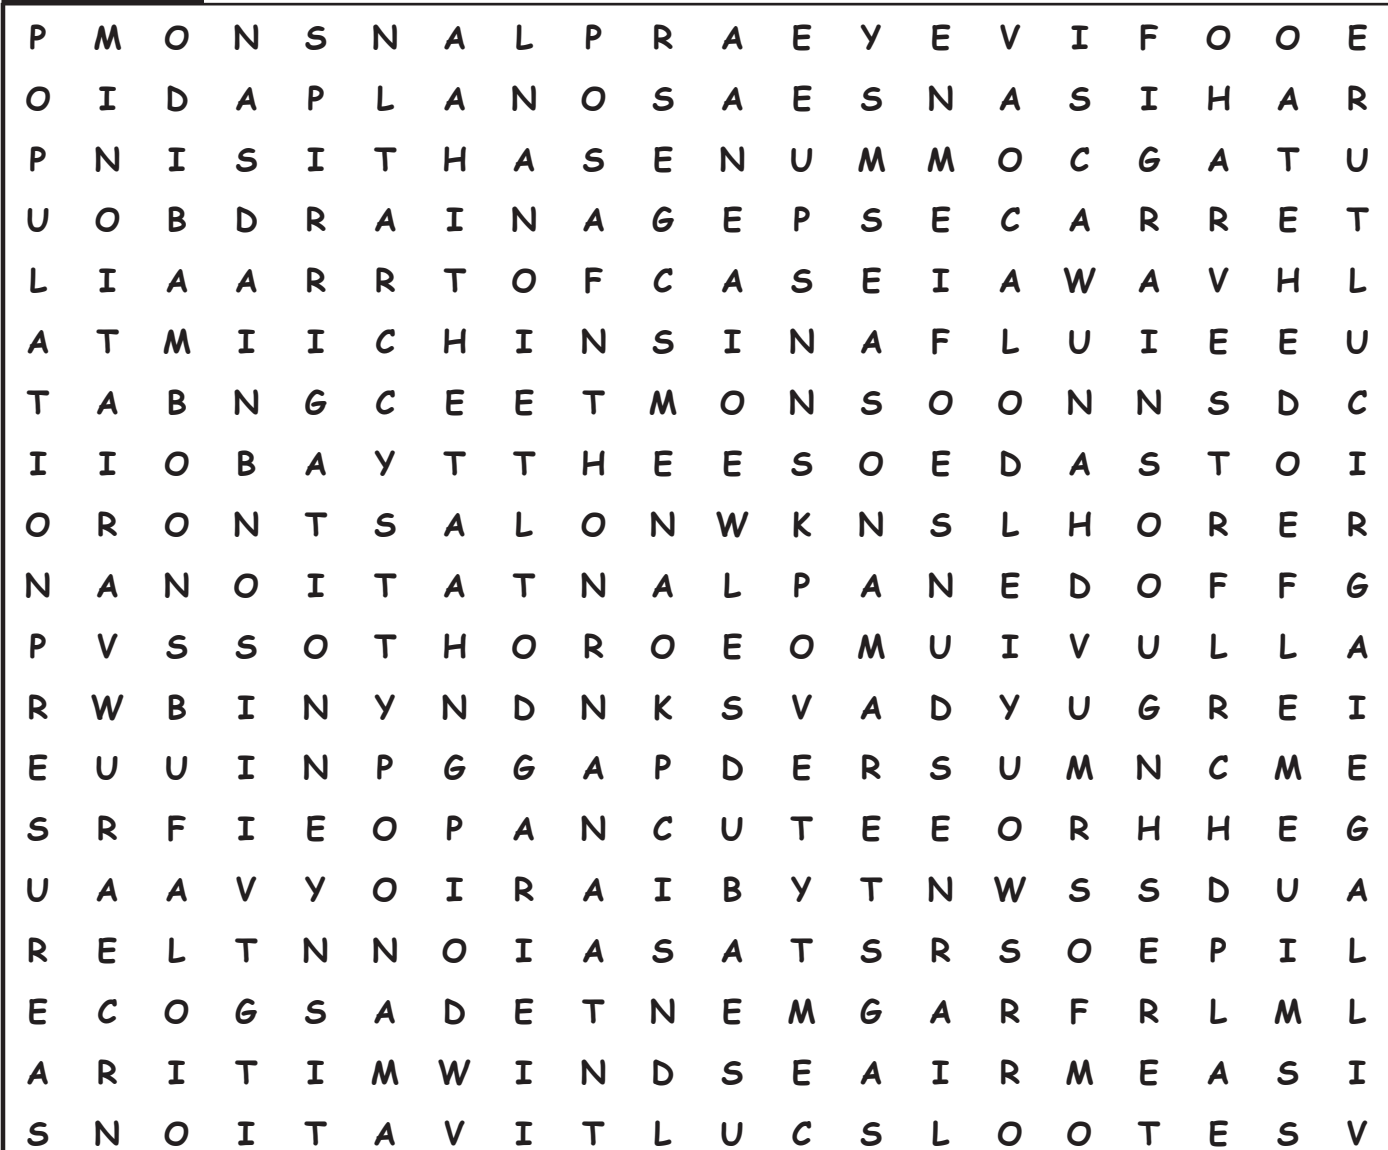 P M O N S N A L P R A E Y E V I F O O E
O I D A P L A N O S A E S N A S I H A R
P N I S I T H A S E N U M M O C G A T U
U O B D R A I N A G E P S E C A R R E T
L I A A R R T O F C A S E I A W A V H L
A T M I I C H I N S I N A F L U I E E U
T A B N G C E E T M O N S O O N N S D C
I I O B A Y T T H E E S O E D A S T O I
O R O N T S A L O N W K N S L H O R E R
N A N O I T A T N A L P A N E D O F F G
P V S S O T H O R O E O M U I V U L L A
R W B I N Y N D N K S V A D Y U G R E I
E U U I N P G G A P D E R S U M N C M E
S R F I E O P A N C U T E E O R H H E G
U A A V Y O I R A I B Y T N W S S D U A
R E L T N N O I A S A T S R S O E P I L
E C O G S A D E T N E M G A R F R L M L
A R I T I M W I N D S E A I R M E A S I
S N O I T A V I T L U C S L O O T E S V